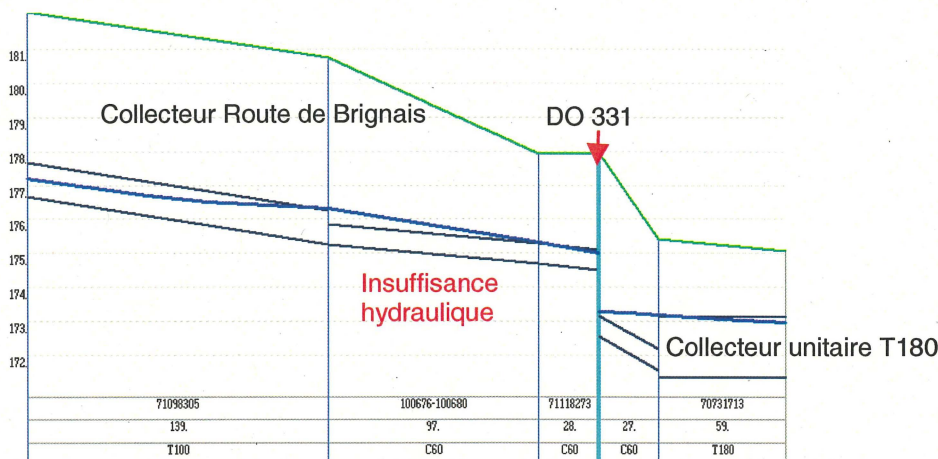 181.
180.
179.
178.
177.
176.
175.
174.
173.
172.
Collecteur Route de Brignais
DO 331
Insuffisance
hydraulique
Collecteur unitaire T180
71098305 100676-100680 71118273 70731713
139. 97. 28. 27. 59.
T100 C60 C60 C60 T180